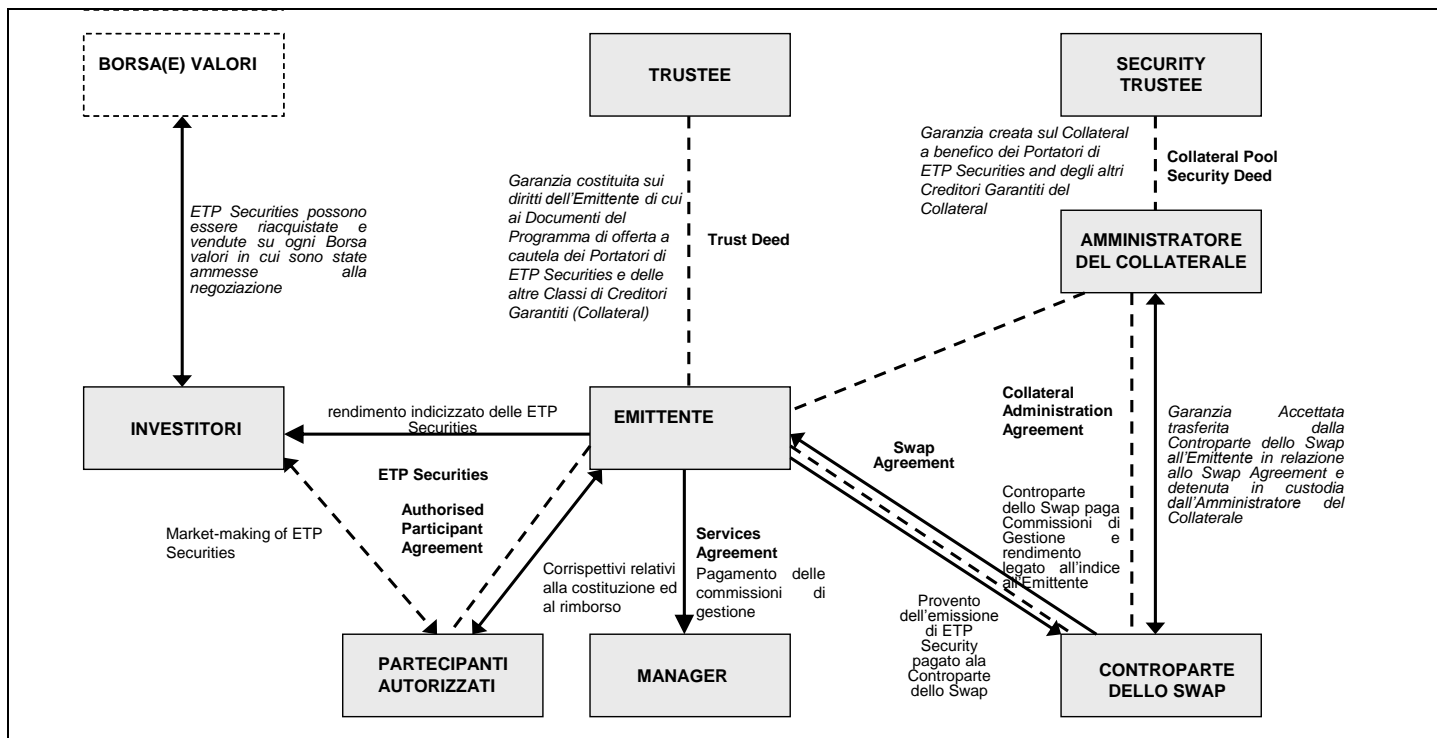 BORSA(E) VALORI
TRUSTEE
SECURITY
TRUSTEE
Garanzia creata sul Collateral
a benefico dei Portatori di
ETP Securities and degli altri
Creditori Garantiti del
Collateral
Collateral Pool
Security Deed
ETP Securities possono
essere riacquistate e
vendute su ogni Borsa
valori in cui sono state
ammesse alla
negoziazione
Garanzia costituita sui
diritti dell'Emittente di cui
ai Documenti del
Programma di offerta a
cautela dei Portatori di
ETP Securities e delle
altre Classi di Creditori
Garantiti (Collateral)
Trust Deed
AMMINISTRATORE
DEL COLLATERALE
INVESTITORI
rendimento indicizzato delle ETP
Securities
EMITTENTE
Collateral
Administration
Agreement
Garanzia Accettata
trasferita dalla
Controparte dello Swap
all'Emittente in relazione
allo Swap Agreement e
detenuta in custodia
dall'Amministratore del
Collaterale
Swap
Agreement
ETP Securities
Authorised
Participant
Agreement
Market-making of ETP
Securities
Corrispettivi relativi
alla costituzione ed
al rimborso
Services
Agreement
Pagamento delle
commissioni di
gestione
Controparte
dello Swap paga
Commissioni di
Gestione e
rendimento
legato all'indice
all'Emittente
Provento
dell'emissione
di ETP
Security
pagato ala
Controparte
dello Swap
PARTECIPANTI
AUTORIZZATI
MANAGER
CONTROPARTE
DELLO SWAP